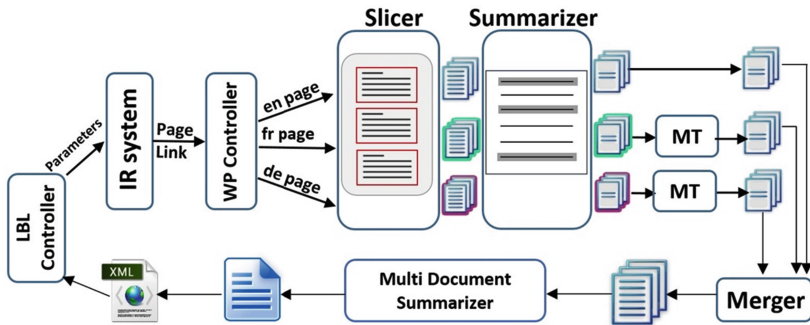 Slicer
Summarizer
LBL
Controller
Parameters
IR system
Page
Link
WP Controller
en page
fr page
de page
MT
MT
XML
Multi Document
Summarizer
Merger